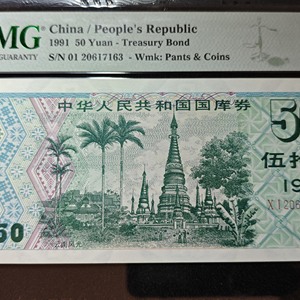 MG
GUARANTY
China / People's Republic
1991 50 Yuan - Treasury Bond
S/N 01 20617163 - Wmk: Pants & Coins
中华人民共和国国库券
5
伍拾
19
X1206
50